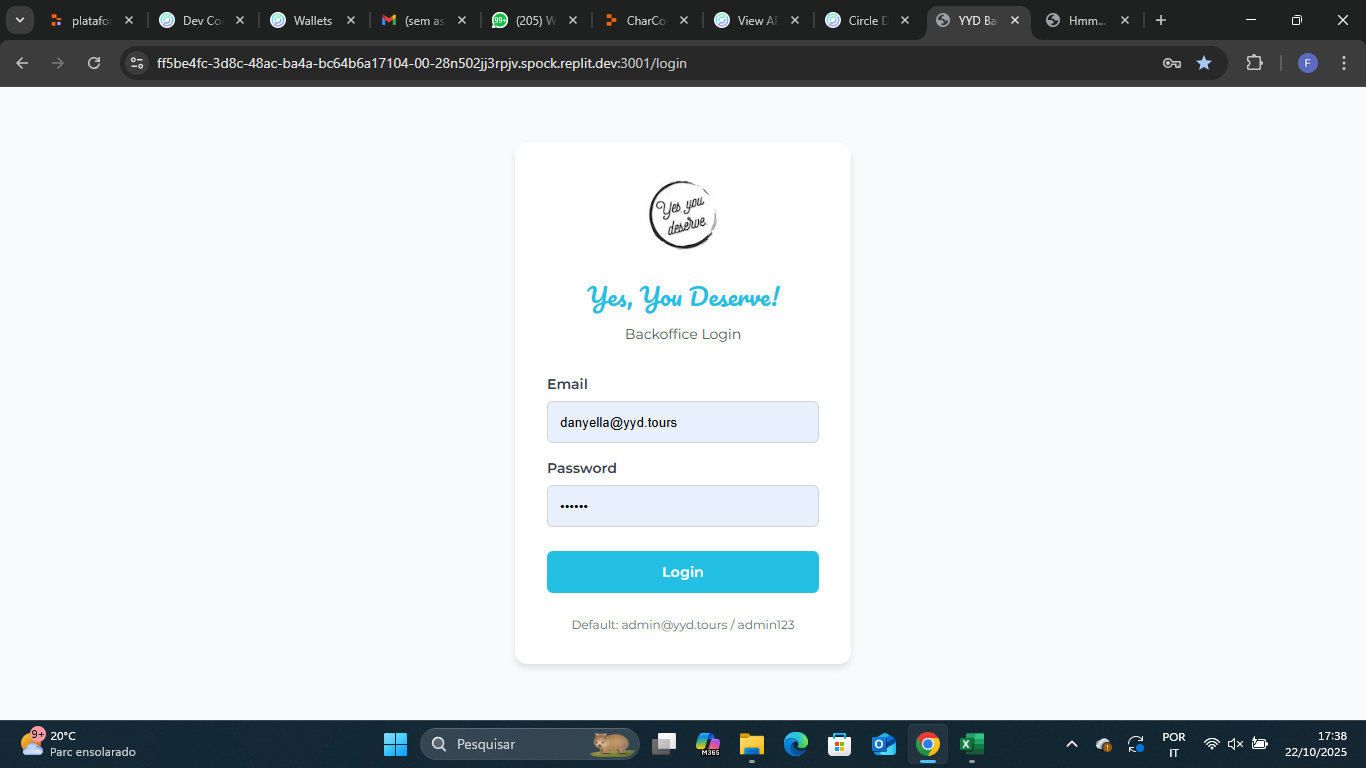 platafo
Dev Co
Wallets
(sem as
99+
(205) W
CharCo
View A
Circle D
YYD Ba
Hmm...
ff5be4fc-3d8c-48ac-ba4a-bc64b6a17104-00-28n502jj3rpjv.spock.replit.dev:3001/login
F
Yes you
deserve
Yes, You Deserve!
Backoffice Login
Email
danyella@yyd.tours
Password
••••••
Login
Default: admin@yyd.tours / admin123
9+
20°C
Parc ensolarado
Pesquisar
M365
POR
IT
17:38
22/10/2025